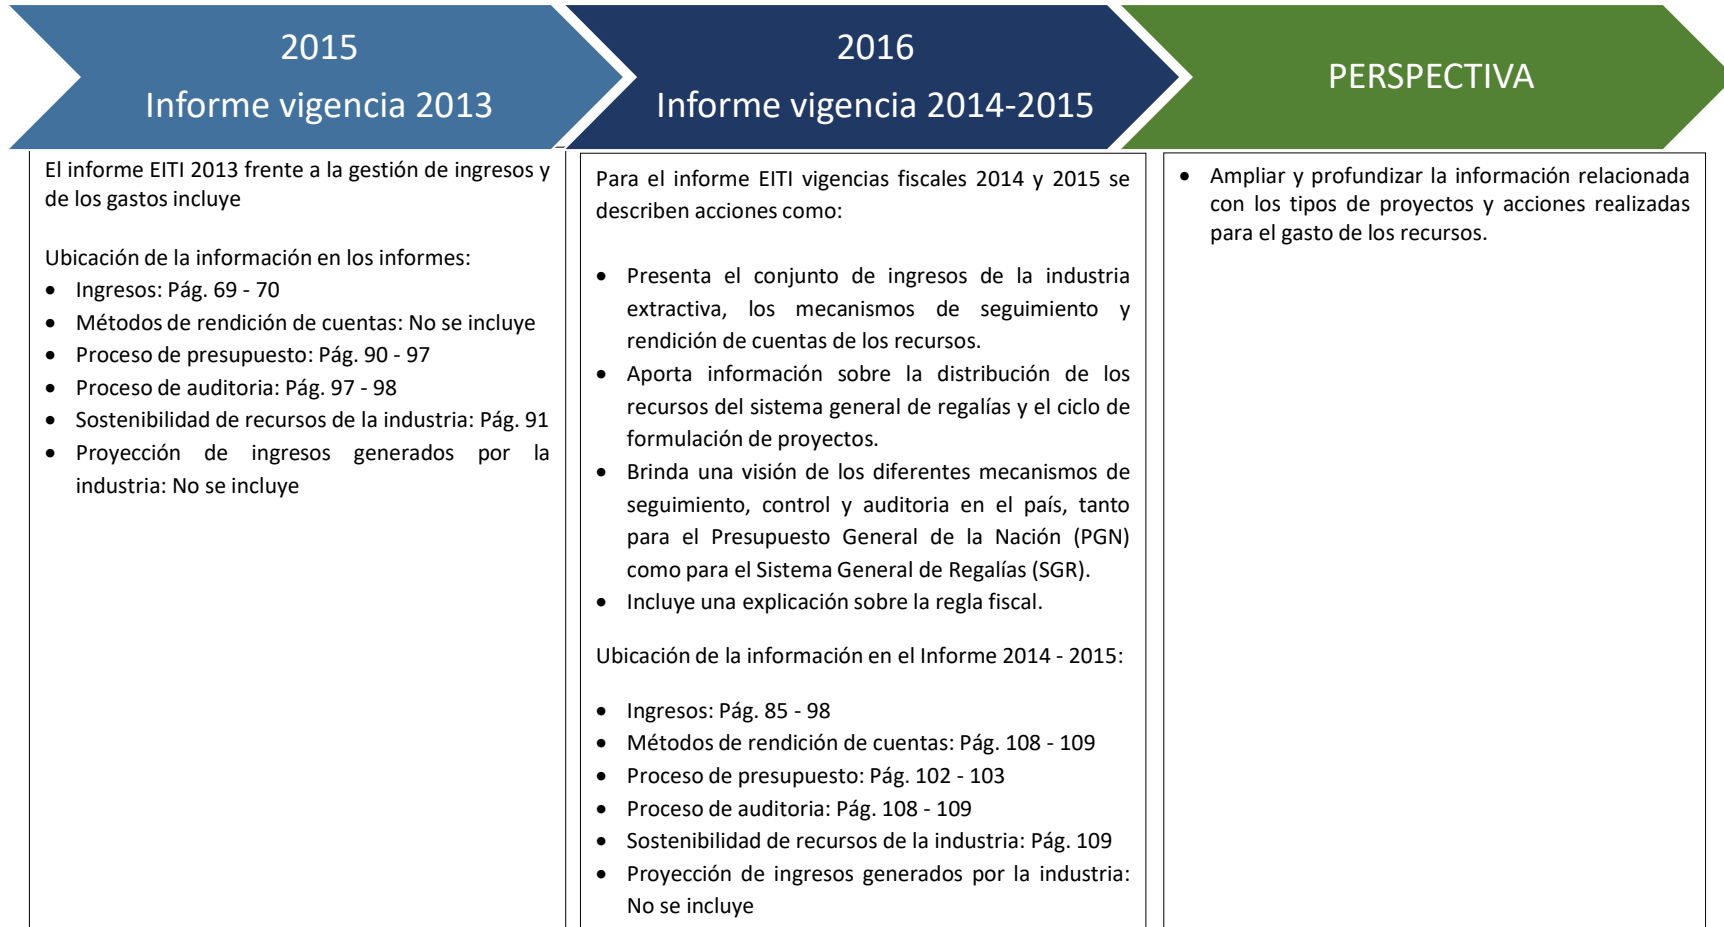 2015
Informe vigencia 2013
2016
Informe vigencia 2014-2015
PERSPECTIVA
El informe EITI 2013 frente a la gestión de ingresos y
de los gastos incluye
Ubicación de la información en los informes:
• Ingresos: Pág. 69 - 70
• Métodos de rendición de cuentas: No se incluye
• Proceso de presupuesto: Pág. 90 - 97
• Proceso de auditoria: Pág. 97 - 98
• Sostenibilidad de recursos de la industria: Pág. 91
• Proyección de ingresos generados por la
industria: No se incluye
Para el informe EITI vigencias fiscales 2014 y 2015 se
describen acciones como:
• Presenta el conjunto de ingresos de la industria
extractiva, los mecanismos de seguimiento y
rendición de cuentas de los recursos.
• Aporta información sobre la distribución de los
recursos del sistema general de regalías y el ciclo de
formulación de proyectos.
• Brinda una visión de los diferentes mecanismos de
seguimiento, control y auditoria en el país, tanto
para el Presupuesto General de la Nación (PGN)
como para el Sistema General de Regalías (SGR).
• Incluye una explicación sobre la regla fiscal.
Ubicación de la información en el Informe 2014 - 2015:
• Ingresos: Pág. 85 - 98
• Métodos de rendición de cuentas: Pág. 108 - 109
• Proceso de presupuesto: Pág. 102 - 103
• Proceso de auditoria: Pág. 108 - 109
• Sostenibilidad de recursos de la industria: Pág. 109
• Proyección de ingresos generados por la industria:
No se incluye
• Ampliar y profundizar la información relacionada
con los tipos de proyectos y acciones realizadas
para el gasto de los recursos.